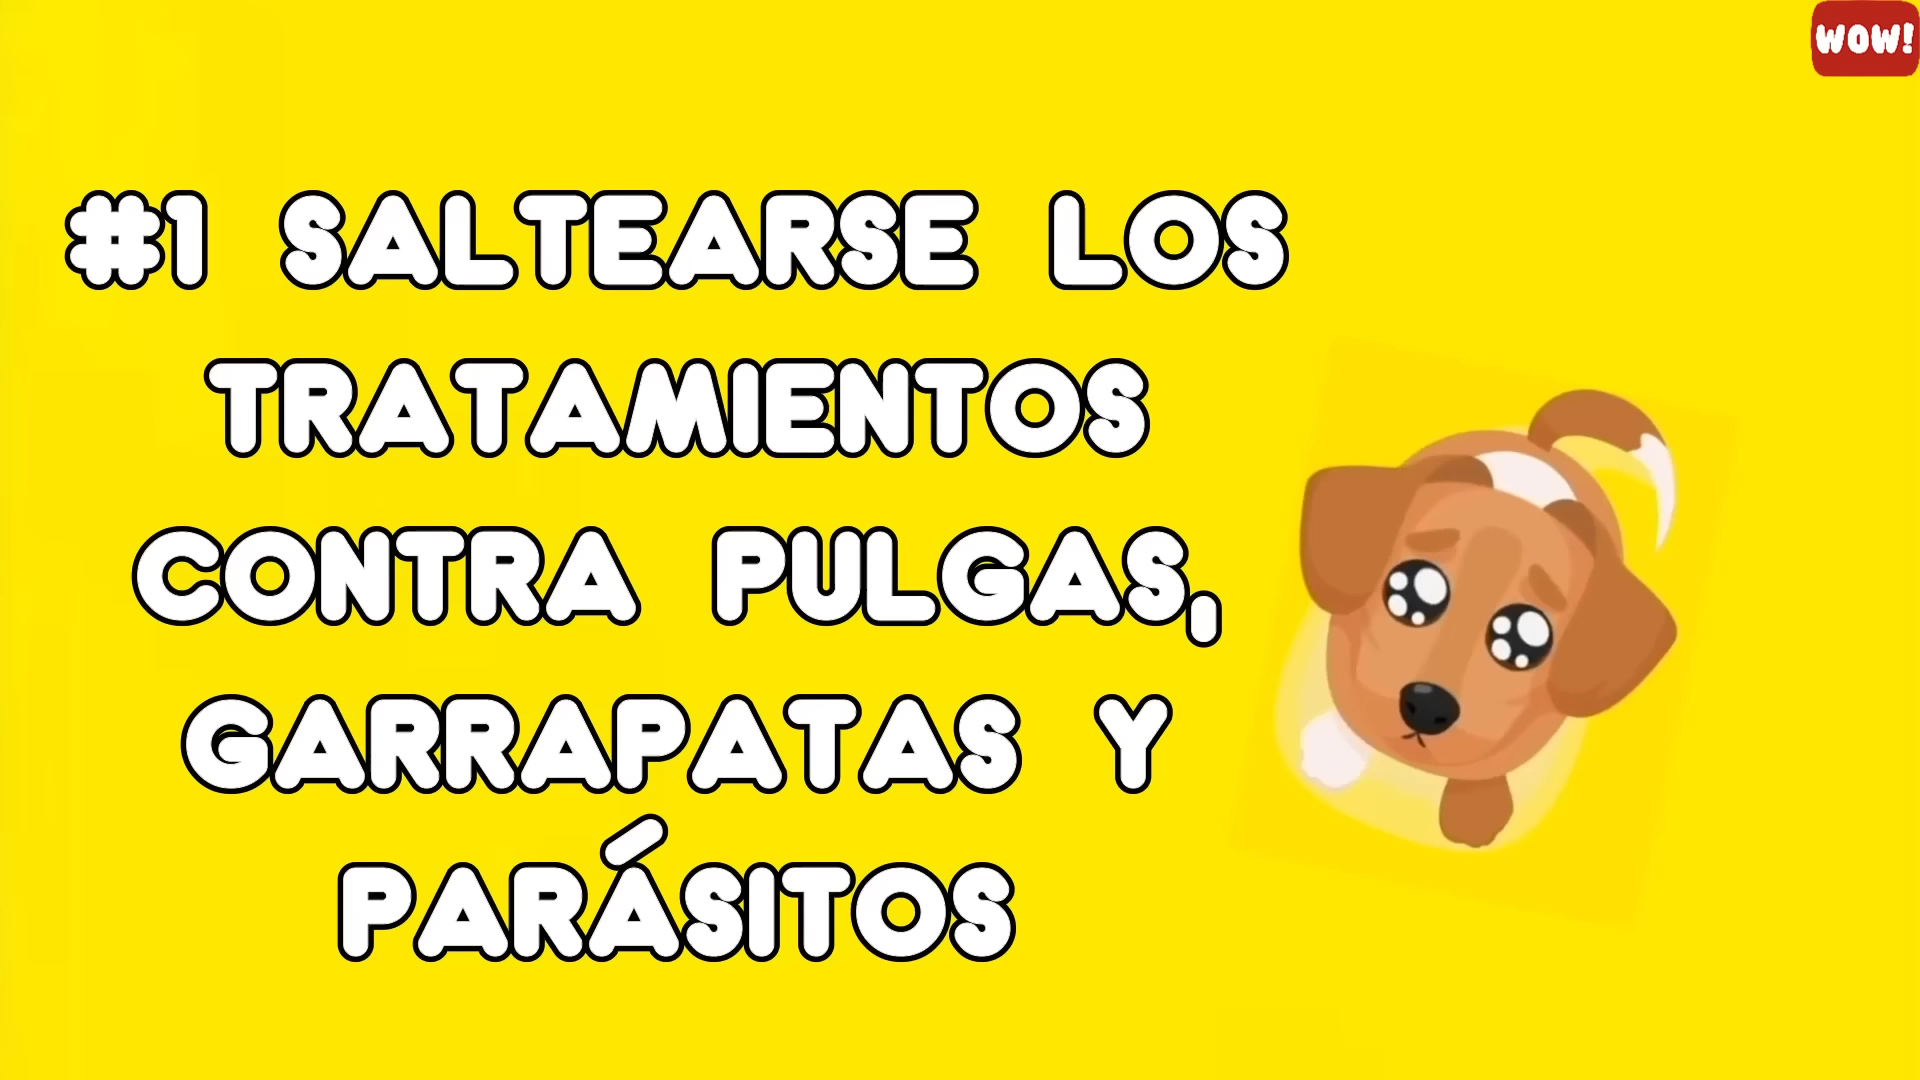 WOW!
#1 SALTEARSE LOS
TRATAMIENTOS
CONTRA PULGAS,
GARRAPATAS Y
PARÁSITOS